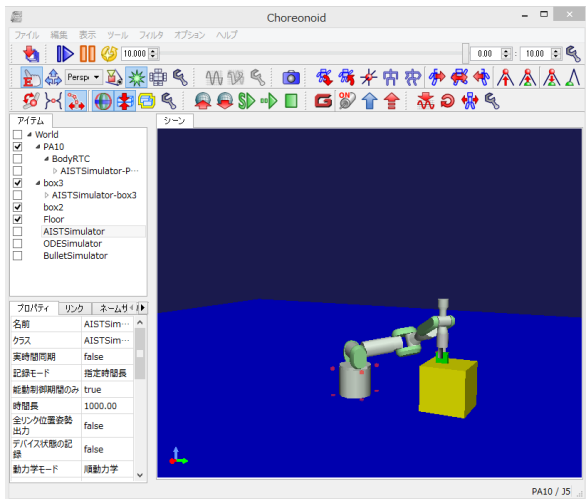 Choreonoid
ファイル 編集 表示 ツール フィルタ オプション ヘルプ
10.000 0.00 : 10.00
Persp
ON
アイテム
シーン
World
PA10
BodyRTC
AISTSimulator-P…
box3
AISTSimulator-box3
box2
Floor
AISTSimulator
ODESimulator
BulletSimulator
プロパティ リンク ネームサ
名前 AISTSim…
クラス AISTSim…
実時間同期 false
記録モード 指定時間長
能動制御期間のみ true
時間長 1000.00
全リンク位置姿勢
出力 false
デバイス状態の記
録 false
動力学モード 順動力学
PA10 / J5